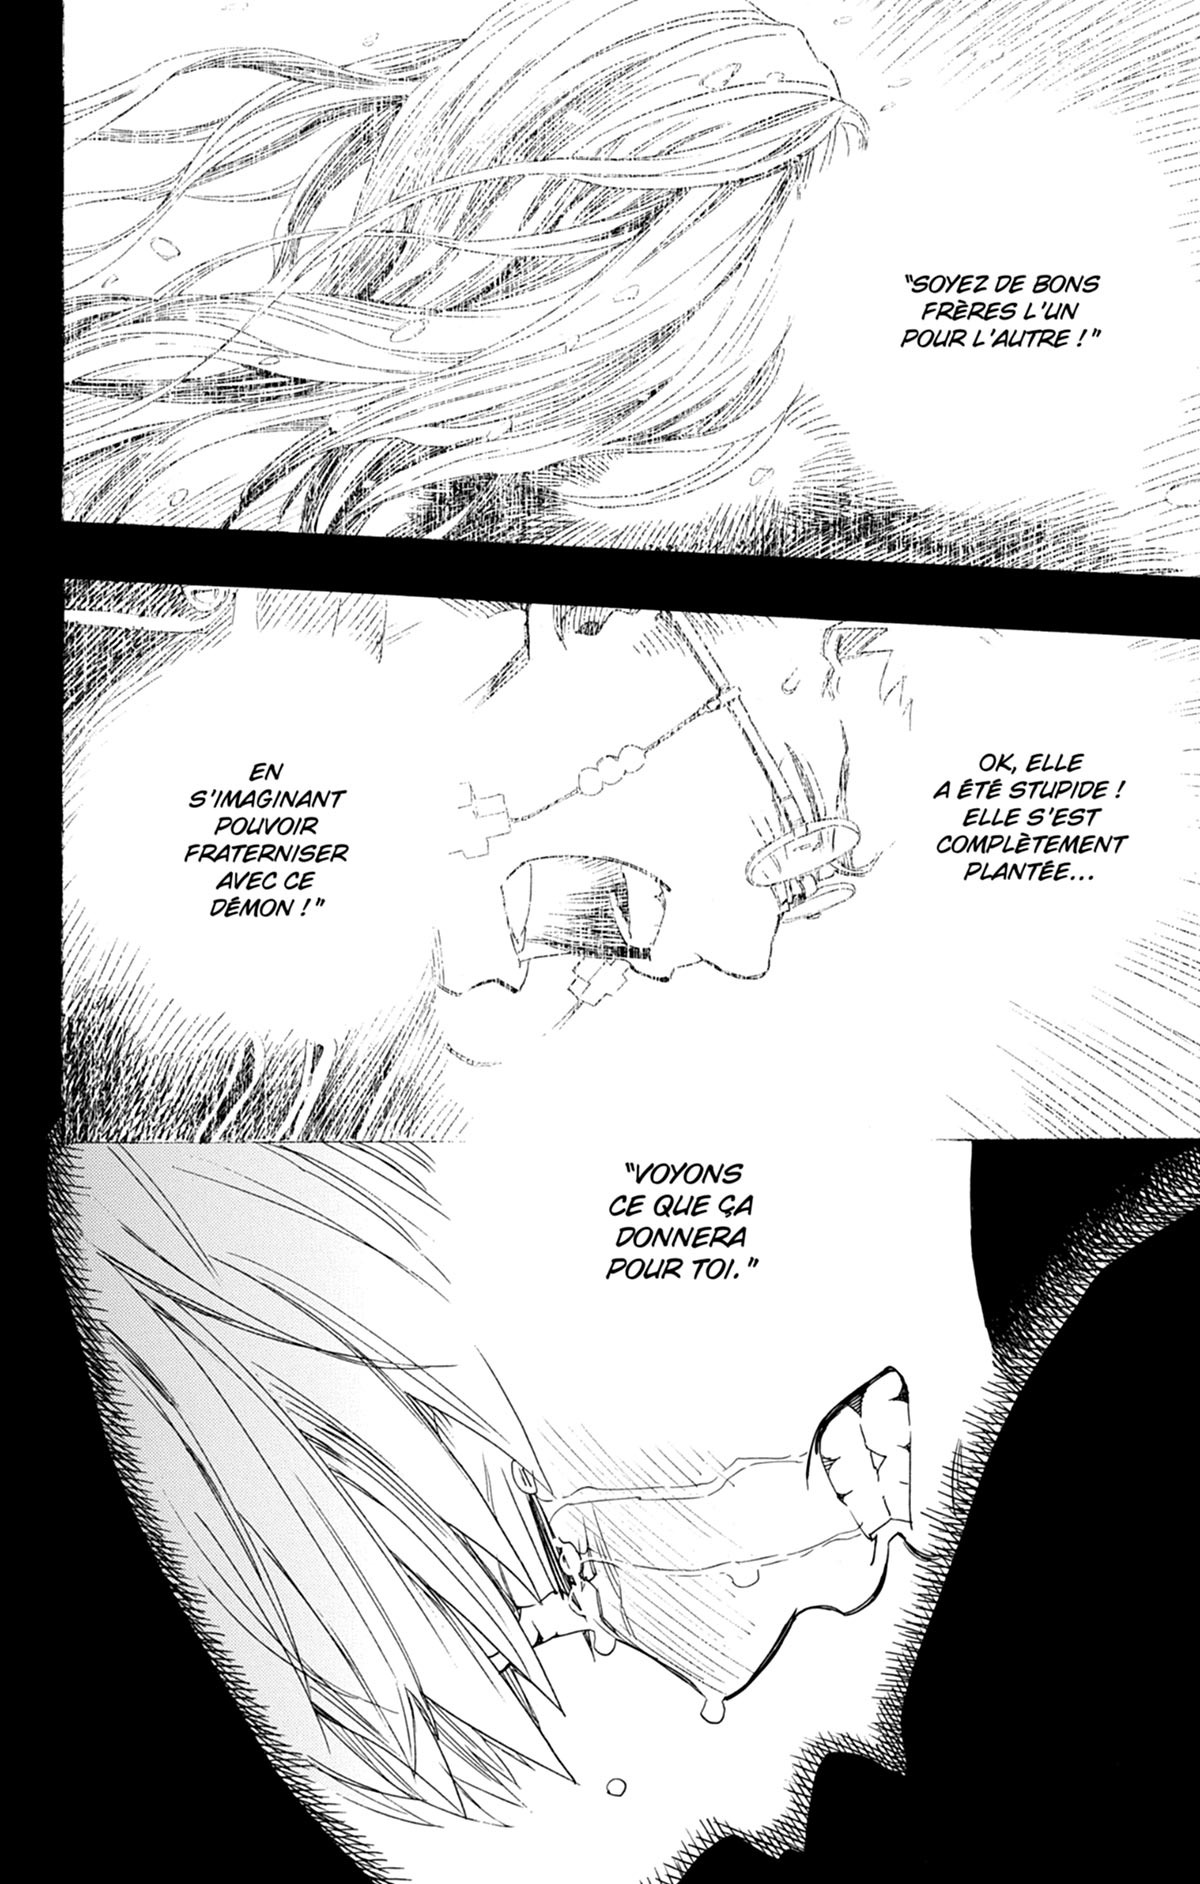 “SOYEZ DE BONS
FRÈRES L'UN
POUR L'AUTRE !”
OK, ELLE
A ÉTÉ STUPIDE !
ELLE S'EST
COMPLÈTEMENT
PLANTÉE...
EN
S'IMAGINANT
POUVOIR
FRATERNISER
AVEC CE
DÉMON !”
“VOYONS
CE QUE ÇA
DONNERA
POUR TOI.”